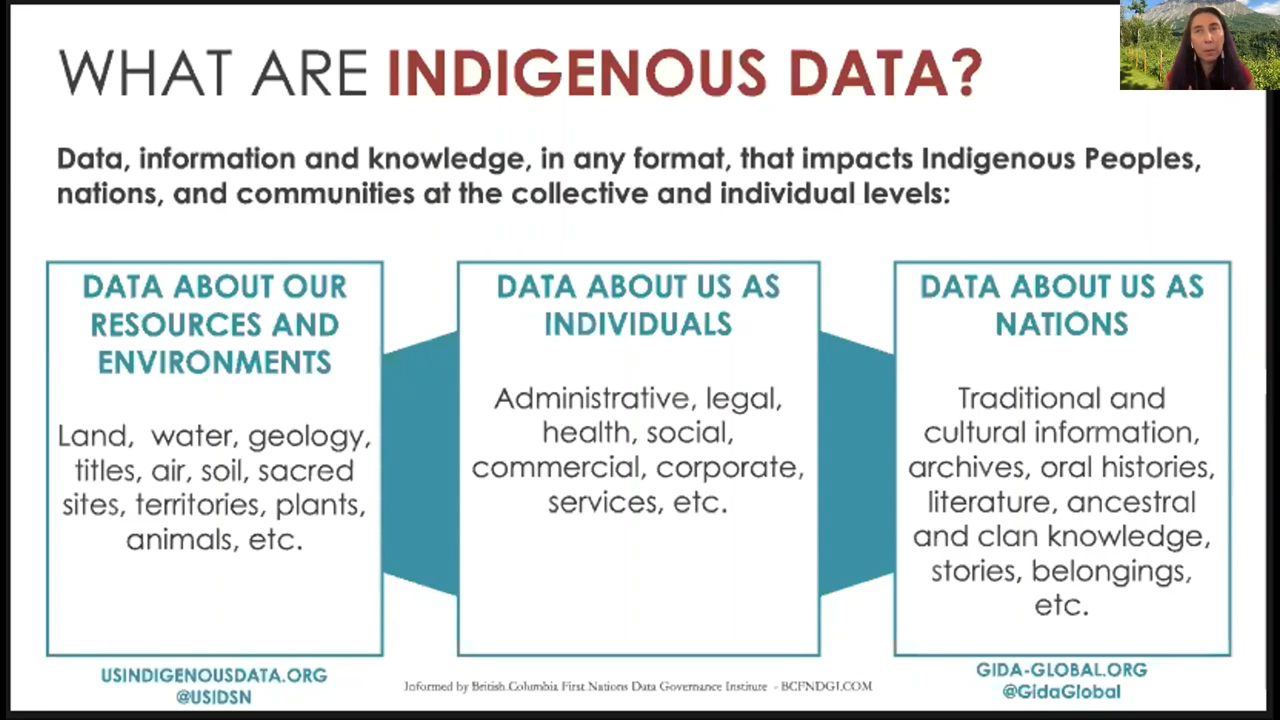 WHAT ARE INDIGENOUS DATA?
Data, information and knowledge, in any format, that impacts Indigenous Peoples,
nations, and communities at the collective and individual levels:
DATA ABOUT OUR
RESOURCES AND
ENVIRONMENTS
Land, water, geology,
titles, air, soil, sacred
sites, territories, plants,
animals, etc.
DATA ABOUT US AS
INDIVIDUALS
Administrative, legal,
health, social,
commercial, corporate,
services, etc.
DATA ABOUT US AS
NATIONS
Traditional and
cultural information,
archives, oral histories,
literature, ancestral
and clan knowledge,
stories, belongings,
etc.
USINDIGENOUSDATA.ORG
@USIDSN
Informed by British Columbia First Nations Data Governance Institute - BCFNDGI.COM
GIDA-GLOBAL.ORG
@GidaGlobal